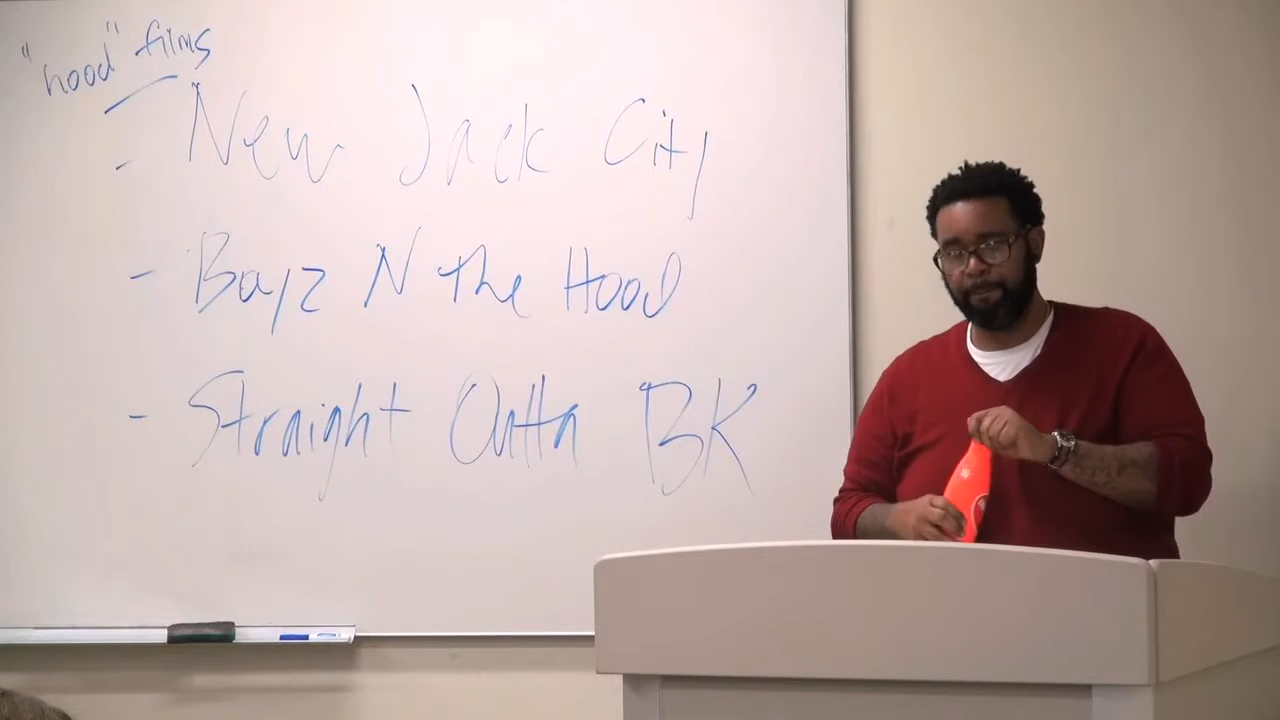 "hood" films
- New Jack City
- Boyz N the Hood
- Straight Outta BK